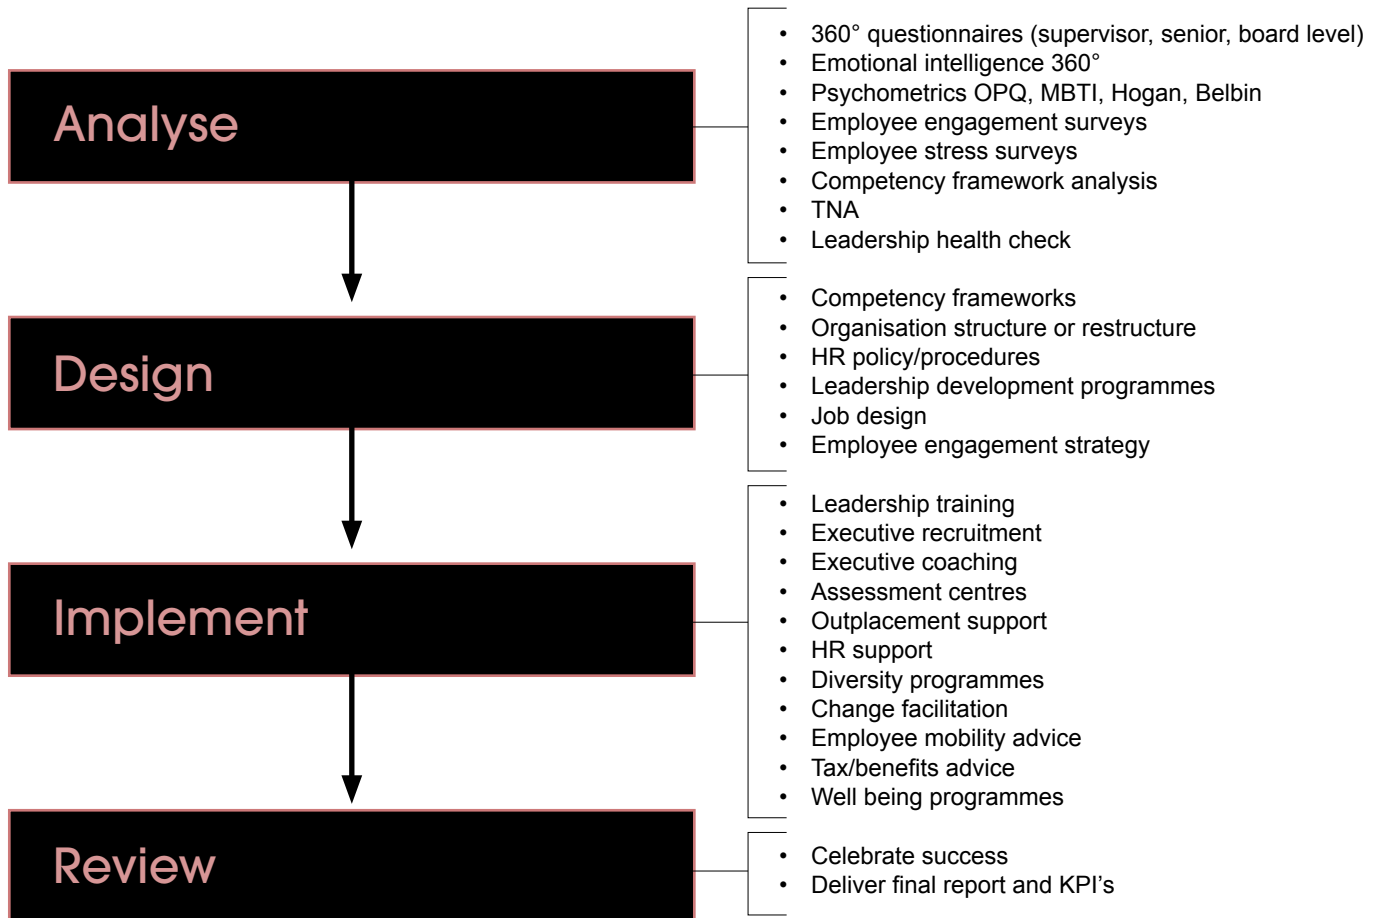 Analyse
• 360° questionnaires (supervisor, senior, board level)
• Emotional intelligence 360°
• Psychometrics OPQ, MBTI, Hogan, Belbin
• Employee engagement surveys
• Employee stress surveys
• Competency framework analysis
• TNA
• Leadership health check
Design
• Competency frameworks
• Organisation structure or restructure
• HR policy/procedures
• Leadership development programmes
• Job design
• Employee engagement strategy
Implement
• Leadership training
• Executive recruitment
• Executive coaching
• Assessment centres
• Outplacement support
• HR support
• Diversity programmes
• Change facilitation
• Employee mobility advice
• Tax/benefits advice
• Well being programmes
Review
• Celebrate success
• Deliver final report and KPI’s